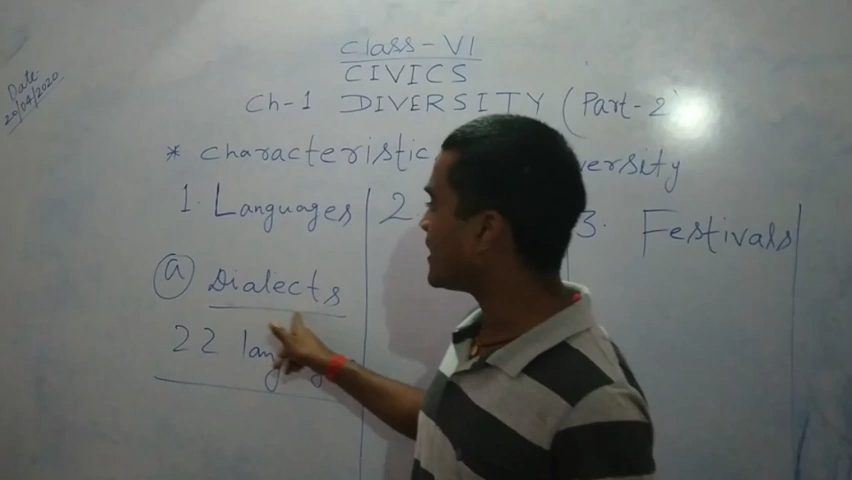 Date
20/04/2020
Class-VI
CIVICS
Ch-1 DIVERSITY (Part-2)
* Characteristic
1. Languages
2.
3. Festivals
(a) Dialects
22